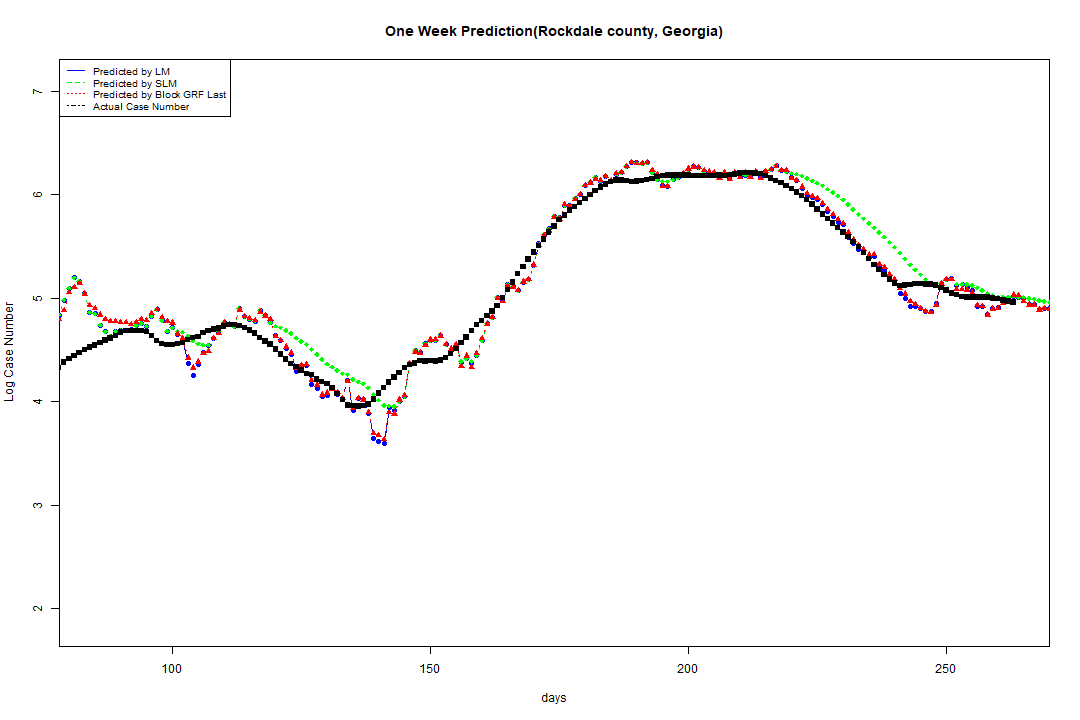 One Week Prediction(Rockdale county, Georgia)
Predicted by LM
Predicted by SLM
Predicted by Block GRF Last
Actual Case Number
7
6
5
4
3
2
Log Case Number
100
150
200
250
days